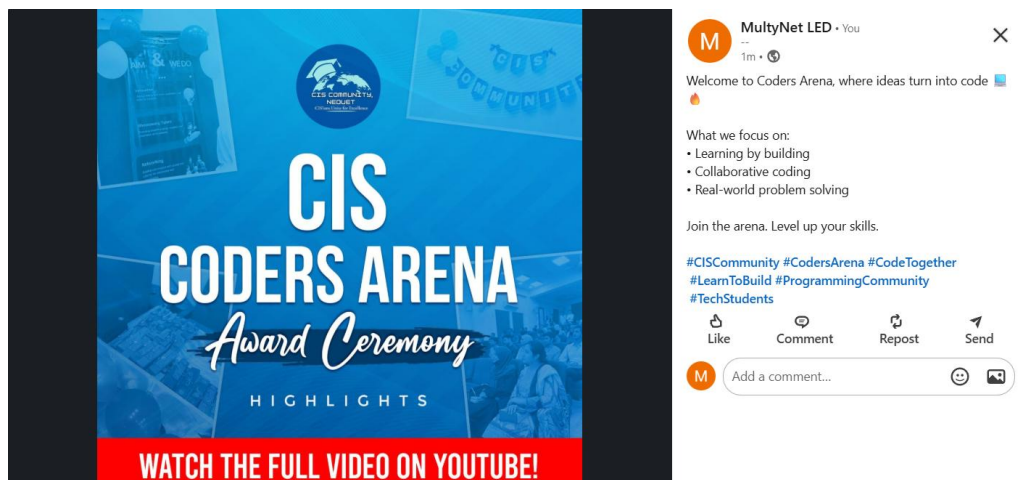 CIS COMMUNITY,
NEDUET
CIS
COMMUNITY
CIS
CODERS ARENA
Award Ceremony
HIGHLIGHTS
WATCH THE FULL VIDEO ON YOUTUBE!
M
MultyNet LED • You
--
1m •
Welcome to Coders Arena, where ideas turn into code 💻
🔥
What we focus on:
• Learning by building
• Collaborative coding
• Real-world problem solving
Join the arena. Level up your skills.
#CISCommunity #CodersArena #CodeTogether
#LearnToBuild #ProgrammingCommunity
#TechStudents
Like Comment Repost Send
M Add a comment...